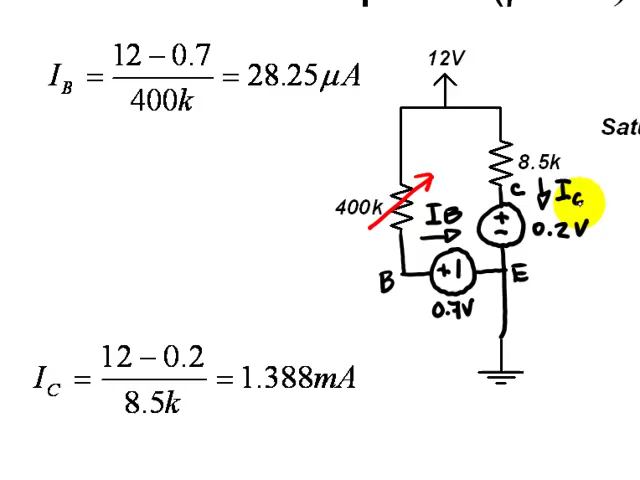 I_B = (12 − 0.7)/400k = 28.25μA
12V
Satu
8.5k
C
I_C
400k
I_B
+
−
0.2V
B
+ I
E
0.7V
I_C = (12 − 0.2)/8.5k = 1.388mA